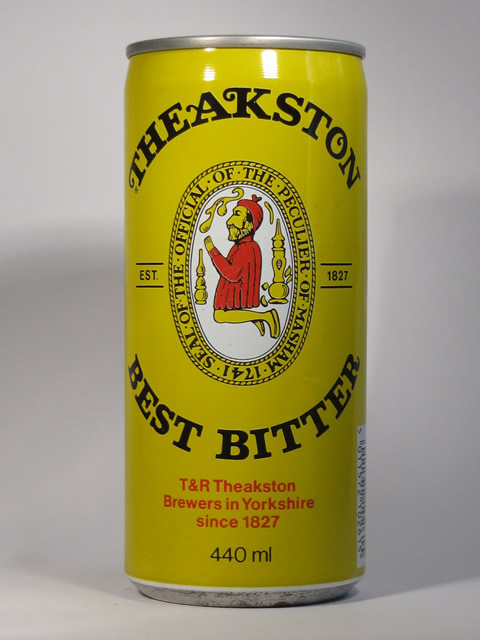 THEAKSTON
SEAL·OF·THE·OFFICIAL·OF·THE·PECULIER·OF·MASHAM·1741·
EST. 1827
BEST BITTER
T&R Theakston
Brewers in Yorkshire
since 1827
440 ml